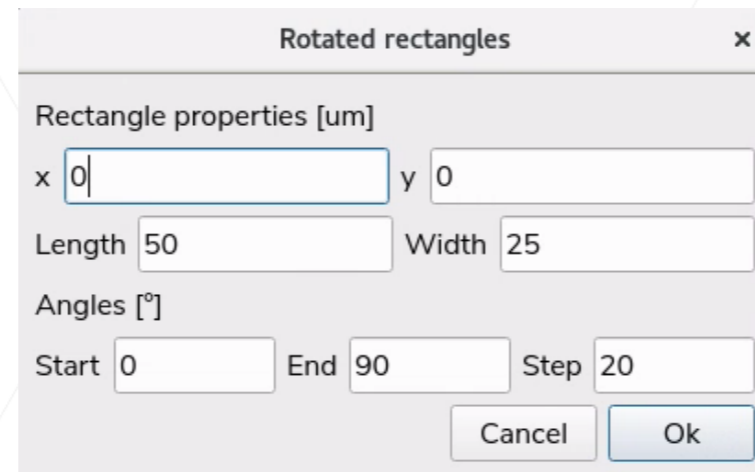 Rotated rectangles ×
Rectangle properties [um]
x 0 y 0
Length 50 Width 25
Angles [°]
Start 0 End 90 Step 20
Cancel Ok